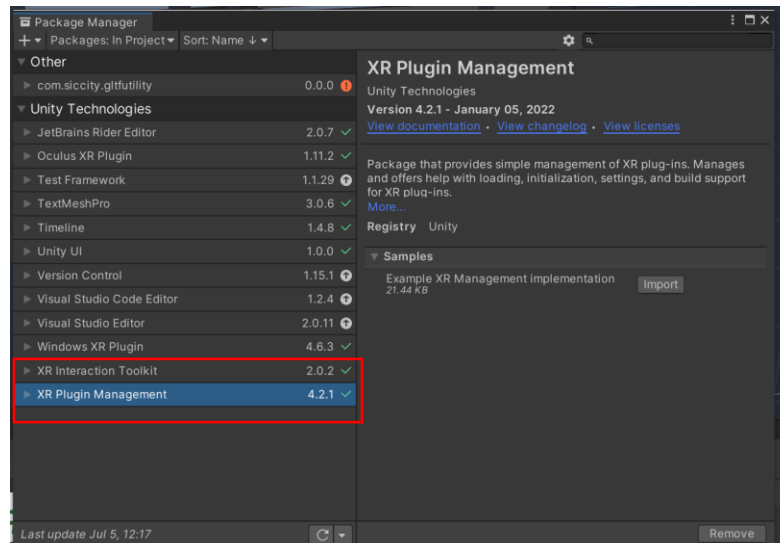 Package Manager
+ Packages: In Project Sort: Name ↓
Other
com.siccity.gltfutility 0.0.0
Unity Technologies
JetBrains Rider Editor 2.0.7
Oculus XR Plugin 1.11.2
Test Framework 1.1.29
TextMeshPro 3.0.6
Timeline 1.4.8
Unity UI 1.0.0
Version Control 1.15.1
Visual Studio Code Editor 1.2.4
Visual Studio Editor 2.0.11
Windows XR Plugin 4.6.3
XR Interaction Toolkit 2.0.2
XR Plugin Management 4.2.1
Last update Jul 5, 12:17
XR Plugin Management
Unity Technologies
Version 4.2.1 - January 05, 2022
View documentation • View changelog • View licenses
Package that provides simple management of XR plug-ins. Manages
and offers help with loading, initialization, settings, and build support
for XR plug-ins.
More...
Registry Unity
Samples
Example XR Management implementation Import
21.44 KB
Remove